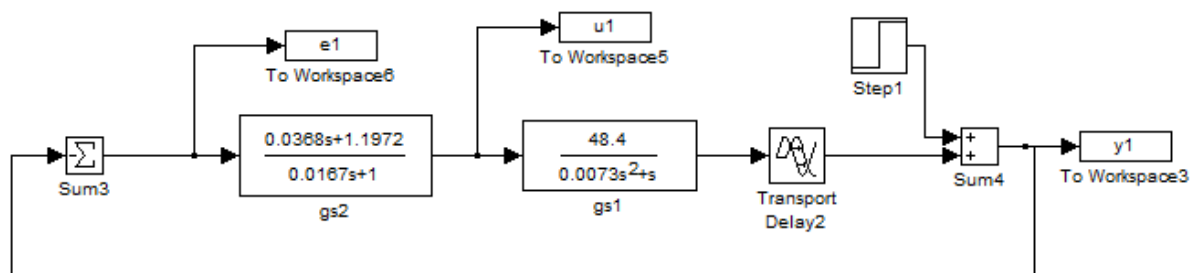 e1
To Workspace6
u1
To Workspace5
Step1
-
Σ
Sum3
0.0368s+1.1972
0.0167s+1
gs2
48.4
0.0073s²+s
gs1
Transport
Delay2
+
+
Sum4
y1
To Workspace3